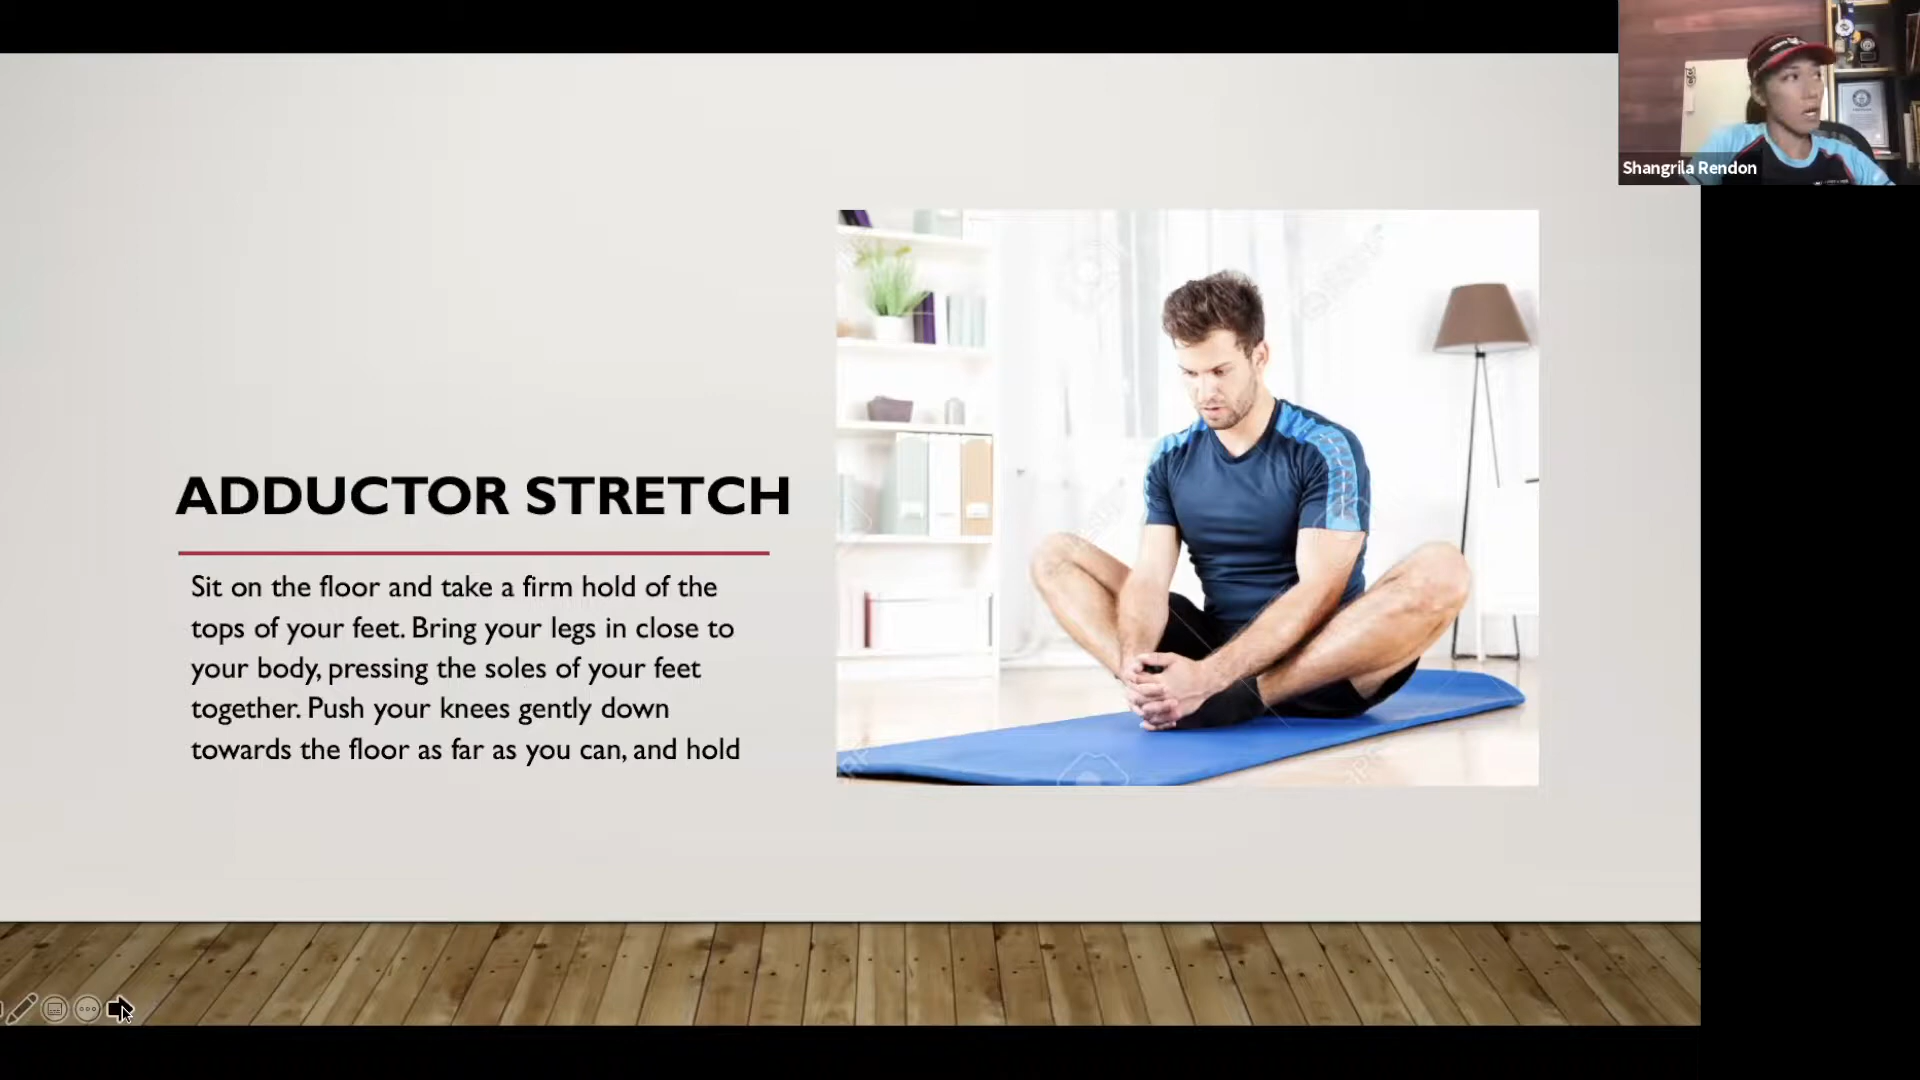 Shangrila Rendon
ADDUCTOR STRETCH
Sit on the floor and take a firm hold of the
tops of your feet. Bring your legs in close to
your body, pressing the soles of your feet
together. Push your knees gently down
towards the floor as far as you can, and hold